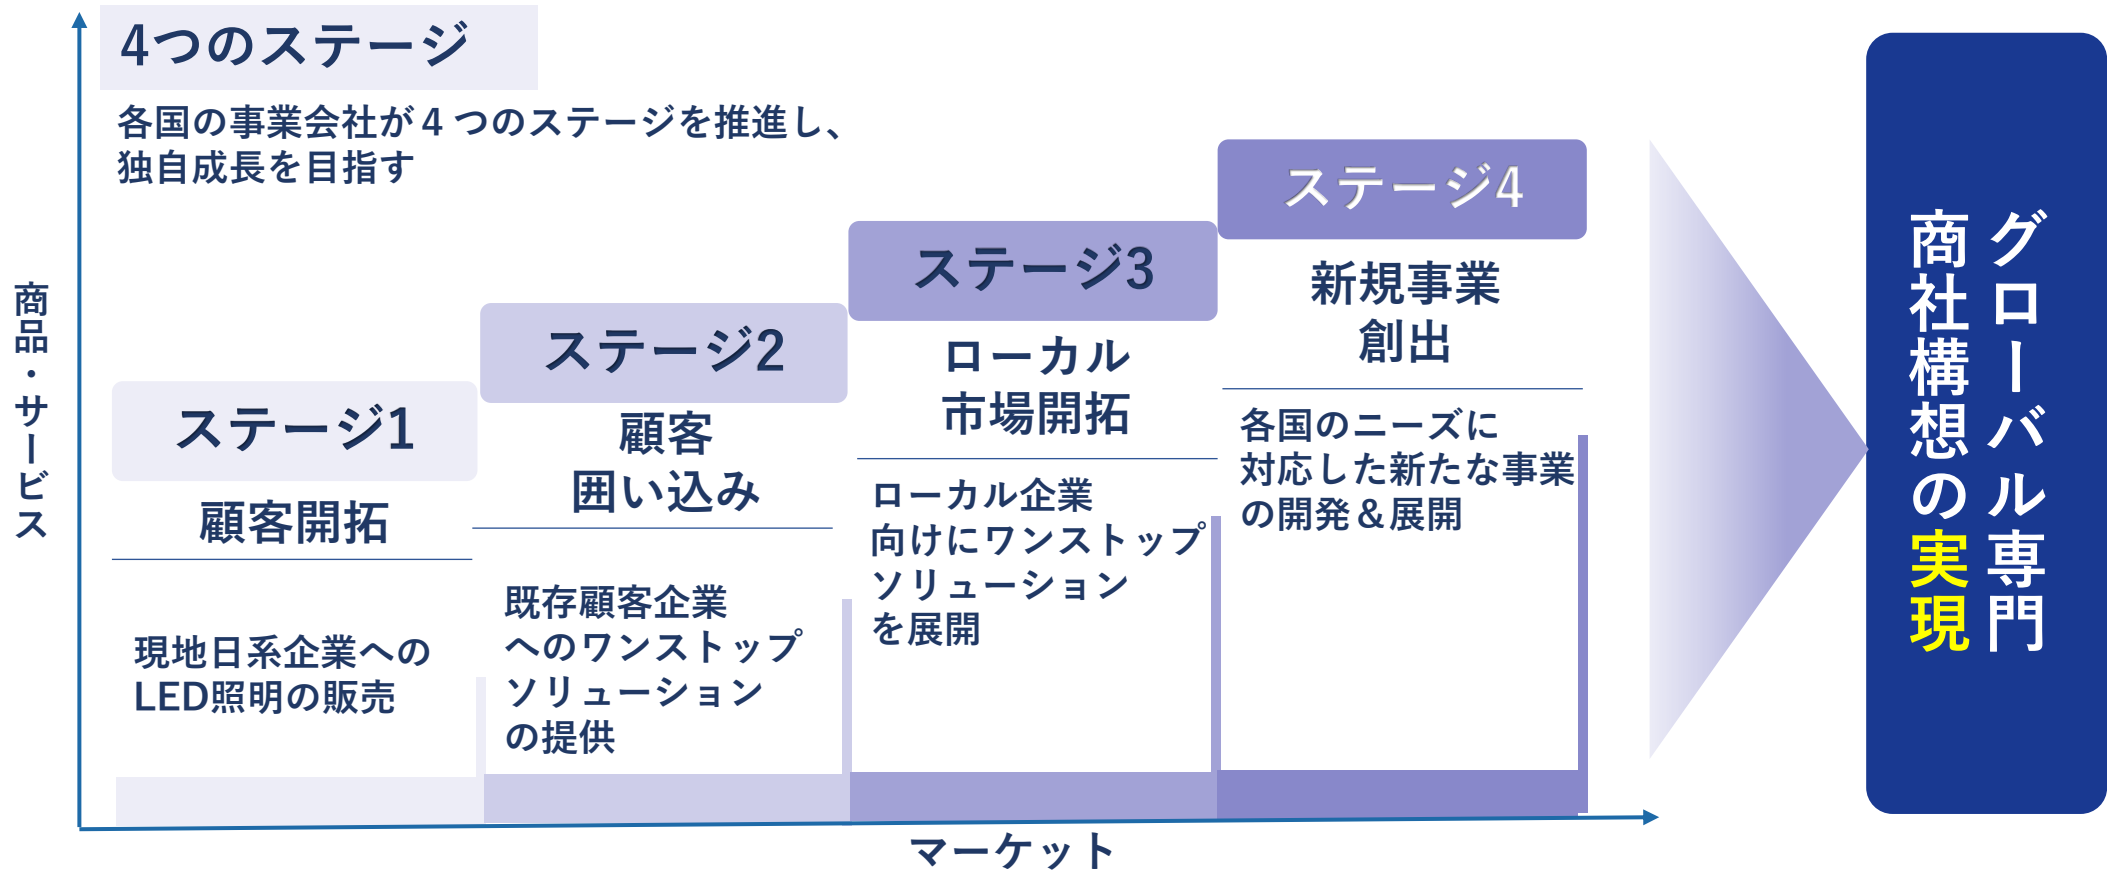 4つのステージ
各国の事業会社が４つのステージを推進し、
独自成長を目指す
商品・サービス
ステージ1
顧客開拓
現地日系企業への
LED照明の販売
ステージ2
顧客
囲い込み
既存顧客企業
へのワンストップ
ソリューション
の提供
ステージ3
ローカル
市場開拓
ローカル企業
向けにワンストップ
ソリューション
を展開
ステージ4
新規事業
創出
各国のニーズに
対応した新たな事業
の開発＆展開
マーケット
グローバル専門
商社構想の実現